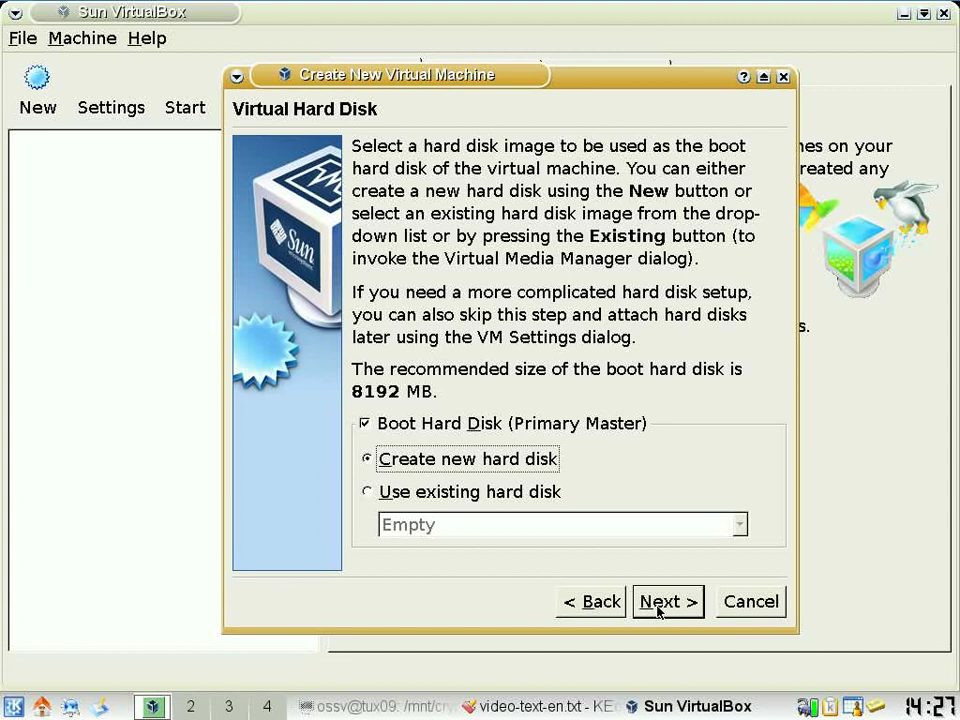 Sun VirtualBox
File Machine Help
New Settings Start
Create New Virtual Machine
Virtual Hard Disk
Select a hard disk image to be used as the boot
hard disk of the virtual machine. You can either
create a new hard disk using the New button or
select an existing hard disk image from the drop-
down list or by pressing the Existing button (to
invoke the Virtual Media Manager dialog).
If you need a more complicated hard disk setup,
you can also skip this step and attach hard disks
later using the VM Settings dialog.
The recommended size of the boot hard disk is
8192 MB.
Boot Hard Disk (Primary Master)
Create new hard disk
Use existing hard disk
Empty
< Back Next > Cancel
Sun
on your
reated any
s.
2 3 4 ossv@tux09: /mnt/cry video-text-en.txt - KE Sun VirtualBox 14:27